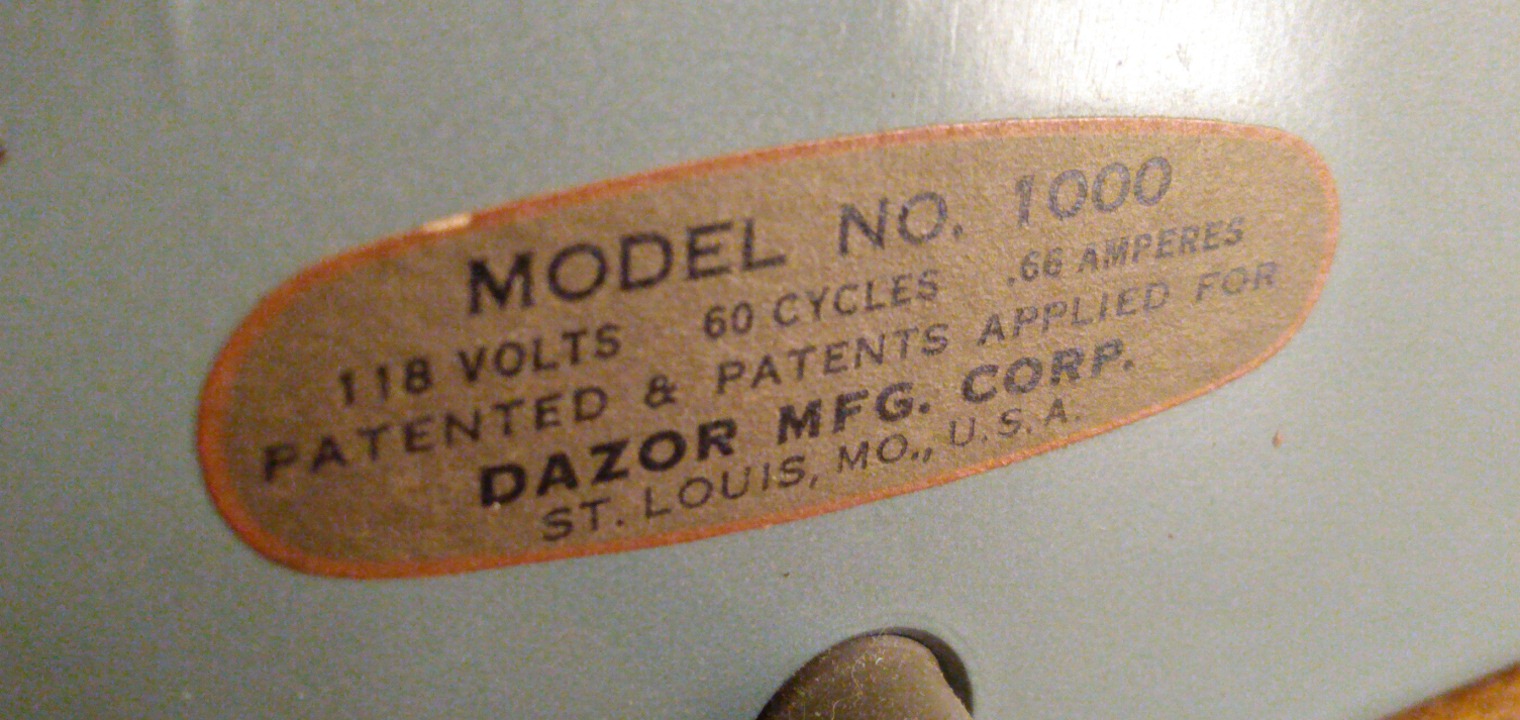 MODEL NO. 1000
118 VOLTS 60 CYCLES .66 AMPERES
PATENTED & PATENTS APPLIED FOR
DAZOR MFG. CORP.
ST. LOUIS, MO., U.S.A.